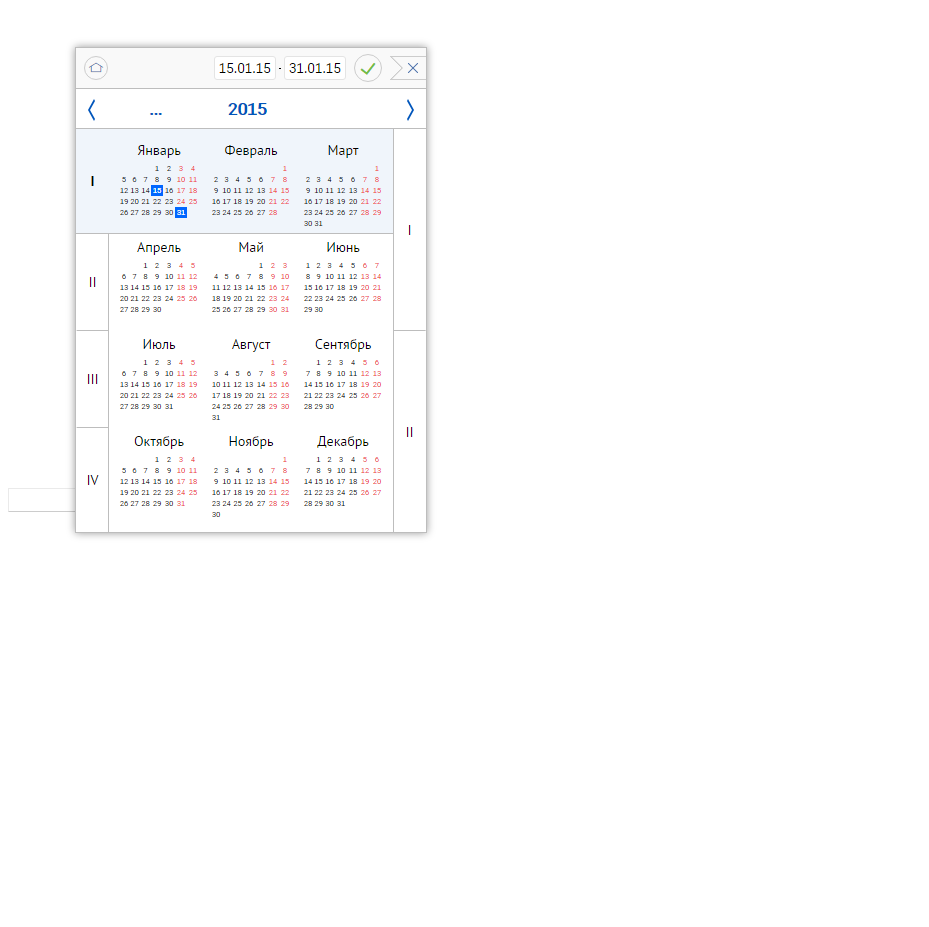 15.01.15 - 31.01.15
... 2015
Январь Февраль Март
1 2 3 4 1 1
5 6 7 8 9 10 11 2 3 4 5 6 7 8 2 3 4 5 6 7 8
I 12 13 14 15 16 17 18 9 10 11 12 13 14 15 9 10 11 12 13 14 15
19 20 21 22 23 24 25 16 17 18 19 20 21 22 16 17 18 19 20 21 22
26 27 28 29 30 31 23 24 25 26 27 28 23 24 25 26 27 28 29
30 31
I
Апрель Май Июнь
1 2 3 4 5 1 2 3 1 2 3 4 5 6 7
6 7 8 9 10 11 12 4 5 6 7 8 9 10 8 9 10 11 12 13 14
II 13 14 15 16 17 18 19 11 12 13 14 15 16 17 15 16 17 18 19 20 21
20 21 22 23 24 25 26 18 19 20 21 22 23 24 22 23 24 25 26 27 28
27 28 29 30 25 26 27 28 29 30 31 29 30
Июль Август Сентябрь
1 2 3 4 5 1 2 1 2 3 4 5 6
6 7 8 9 10 11 12 3 4 5 6 7 8 9 7 8 9 10 11 12 13
III 13 14 15 16 17 18 19 10 11 12 13 14 15 16 14 15 16 17 18 19 20
20 21 22 23 24 25 26 17 18 19 20 21 22 23 21 22 23 24 25 26 27
27 28 29 30 31 24 25 26 27 28 29 30 28 29 30
31
II
Октябрь Ноябрь Декабрь
1 2 3 4 1 1 2 3 4 5 6
5 6 7 8 9 10 11 2 3 4 5 6 7 8 7 8 9 10 11 12 13
IV 12 13 14 15 16 17 18 9 10 11 12 13 14 15 14 15 16 17 18 19 20
19 20 21 22 23 24 25 16 17 18 19 20 21 22 21 22 23 24 25 26 27
26 27 28 29 30 31 23 24 25 26 27 28 29 28 29 30 31
30